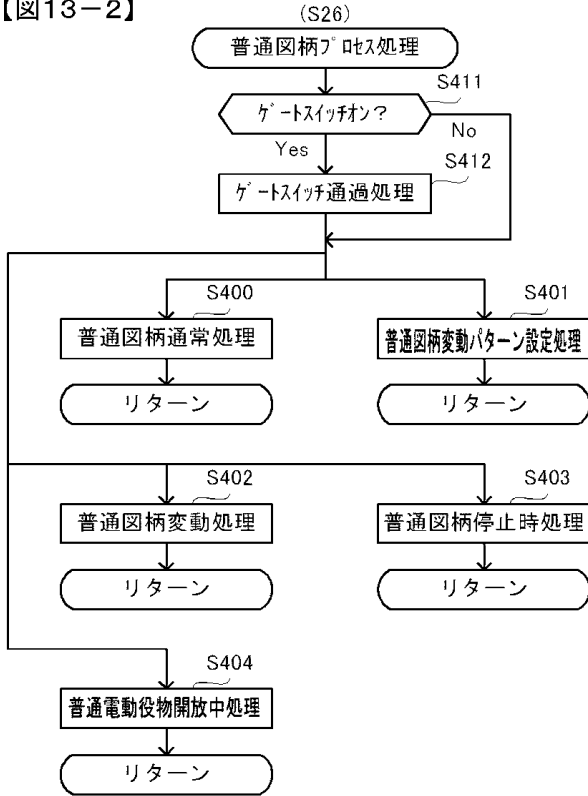 【図13−2】
(S26)
普通図柄プロセス処理
S411
ゲートスイッチオン？
No
Yes
S412
ゲートスイッチ通過処理
S400
S401
普通図柄通常処理
普通図柄変動パターン設定処理
リターン
リターン
S402
S403
普通図柄変動処理
普通図柄停止時処理
リターン
リターン
S404
普通電動役物開放中処理
リターン